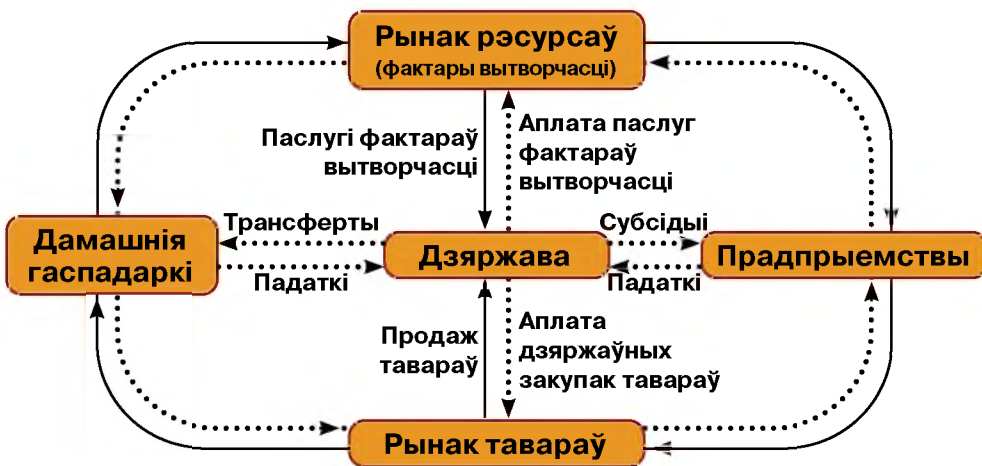 Рынак рэсурсаў
(фактары вытворчасці)
Паслугі фактараў
вытворчасці
Аплата паслуг
фактараў
вытворчасці
Трансферты
Субсідыі
Дамашнія
гаспадаркі
Дзяржава
Прадпрыемствы
Падаткі
Падаткі
Продаж
тавараў
Аплата
дзяржаўных
закупак тавараў
Рынак тавараў